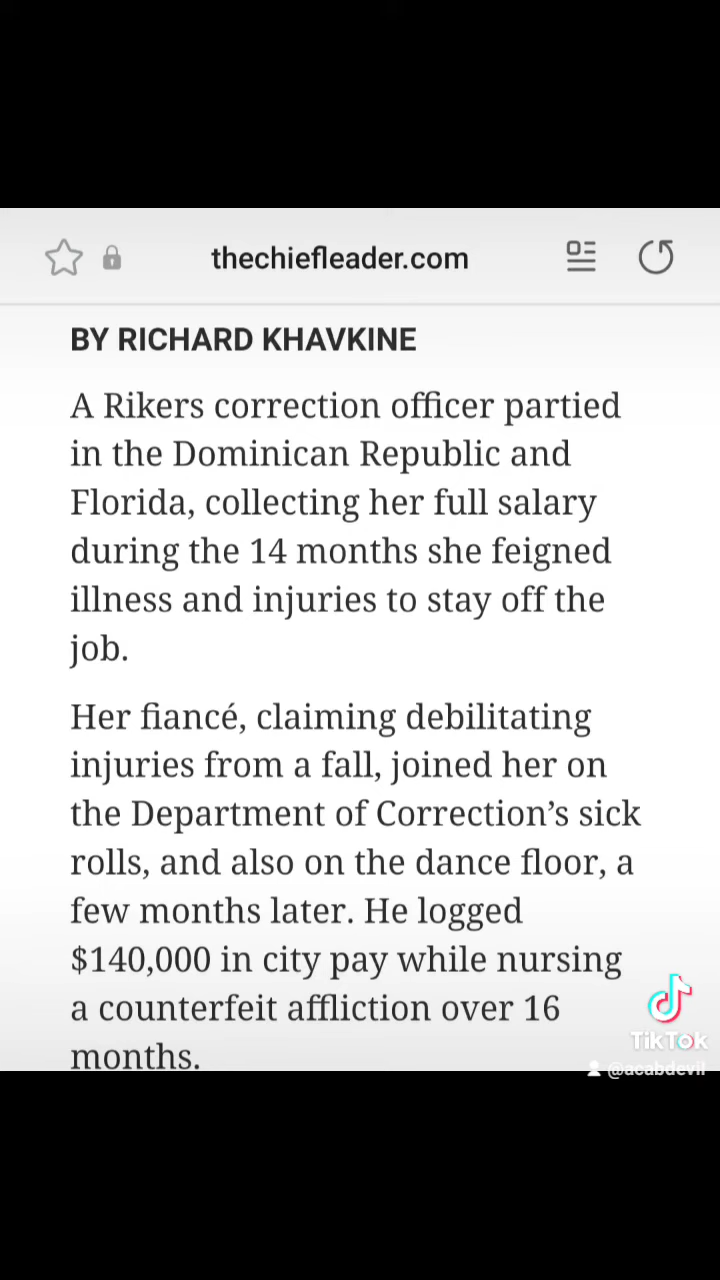 thechiefleader.com
BY RICHARD KHAVKINE
A Rikers correction officer partied
in the Dominican Republic and
Florida, collecting her full salary
during the 14 months she feigned
illness and injuries to stay off the
job.
Her fiancé, claiming debilitating
injuries from a fall, joined her on
the Department of Correction’s sick
rolls, and also on the dance floor, a
few months later. He logged
$140,000 in city pay while nursing
a counterfeit affliction over 16
months.
TikTok
@acabdevil